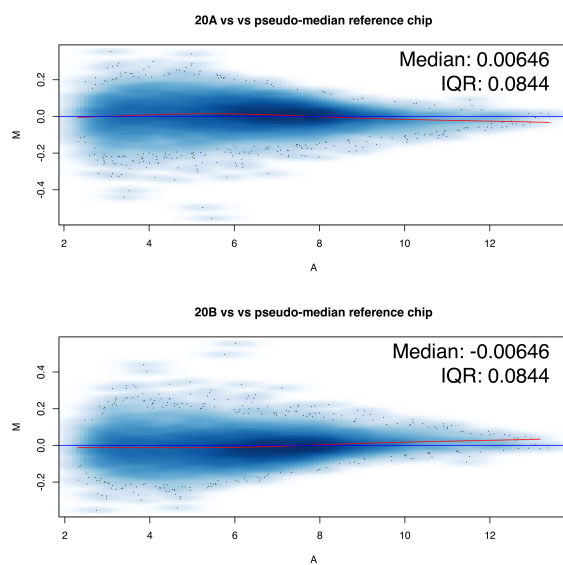 20A vs vs pseudo-median reference chip
Median: 0.00646
IQR: 0.0844
0.2
0.0
-0.2
-0.4
M
2 4 6 8 10 12
A
20B vs vs pseudo-median reference chip
Median: -0.00646
IQR: 0.0844
0.4
0.2
0.0
-0.2
M
2 4 6 8 10 12
A